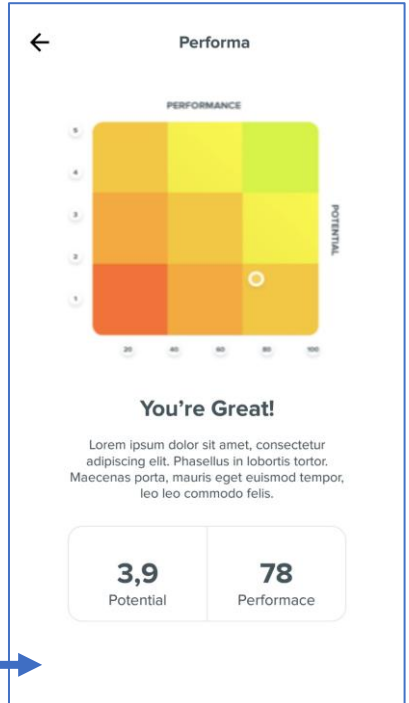 Performa
PERFORMANCE
5
4
3
2
1
POTENTIAL
20 40 60 80 100
You're Great!
Lorem ipsum dolor sit amet, consectetur
adipiscing elit. Phasellus in lobortis tortor.
Maecenas porta, mauris eget euismod tempor,
leo leo commodo felis.
3,9 78
Potential Performace